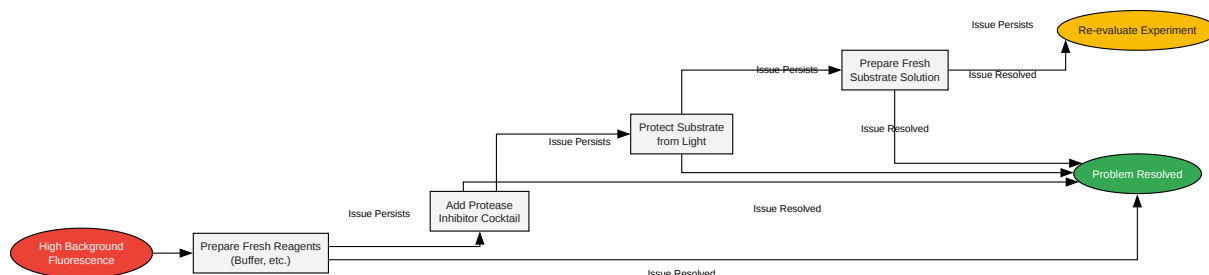 High Background
Fluorescence
Prepare Fresh Reagents
(Buffer, etc.)
Issue Persists
Add Protease
Inhibitor Cocktail
Issue Persists
Protect Substrate
from Light
Issue Persists
Prepare Fresh
Substrate Solution
Issue Persists
Re-evaluate Experiment
Issue Resolved
Issue Resolved
Issue Resolved
Issue Resolved
Problem Resolved